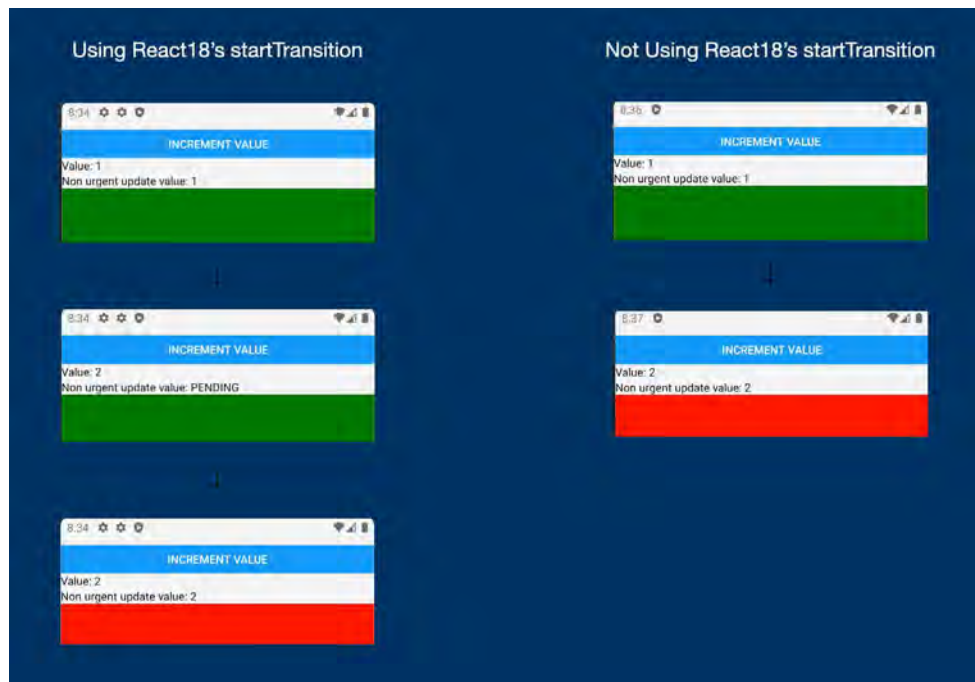 Using React18's startTransition
8:34
INCREMENT VALUE
Value: 1
Non urgent update value: 1
8:34
INCREMENT VALUE
Value: 2
Non urgent update value: PENDING
8:34
INCREMENT VALUE
Value: 2
Non urgent update value: 2
Not Using React18's startTransition
8:36
INCREMENT VALUE
Value: 1
Non urgent update value: 1
8:37
INCREMENT VALUE
Value: 2
Non urgent update value: 2